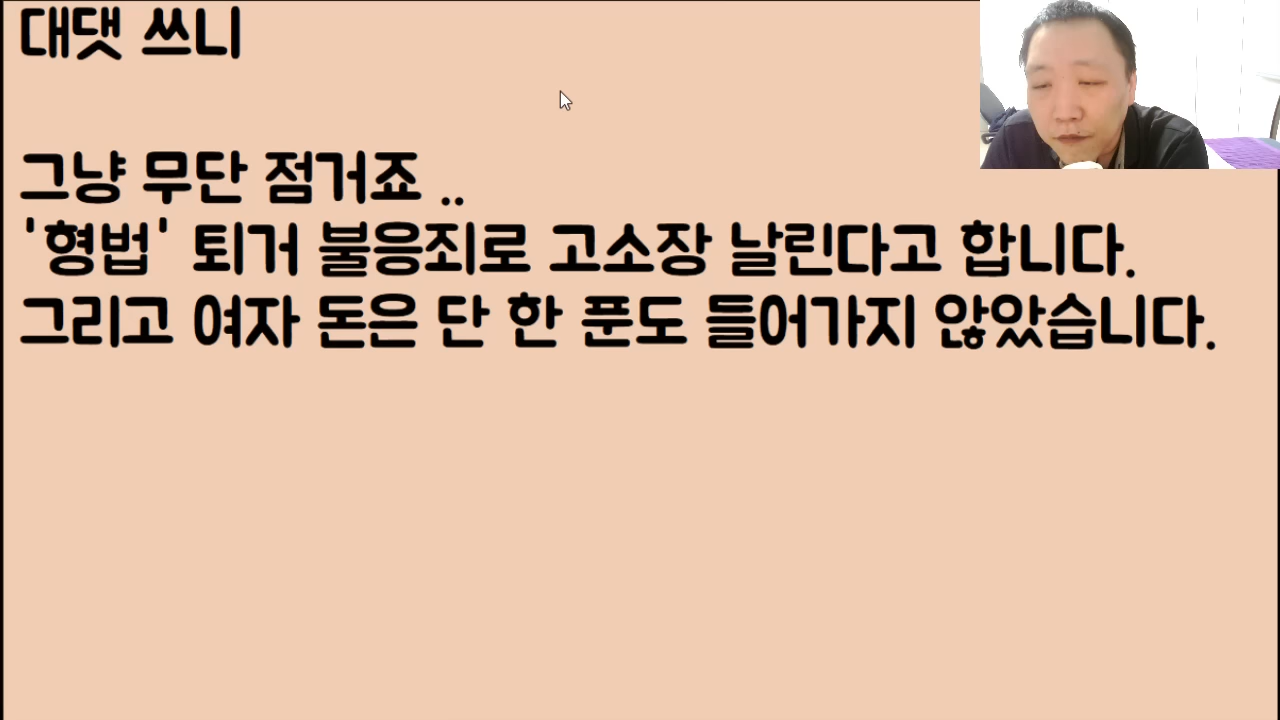 대댓 쓰니
그냥 무단 점거죠 ..
'형법' 퇴거 불응죄로 고소장 날린다고 합니다.
그리고 여자 돈은 단 한 푼도 들어가지 않았습니다.